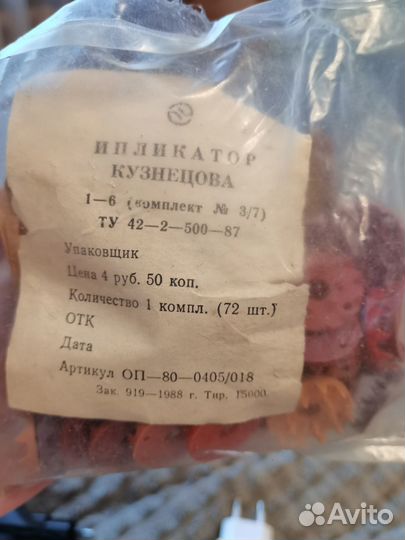 ИПЛИКАТОР
КУЗНЕЦОВА
1—6 (комплект № 3/7)
ТУ 42—2—500—87
Упаковщик
Цена 4 руб. 50 коп.
Количество 1 компл. (72 шт.)
ОТК
Дата
Артикул ОП—80—0405/018
Зак. 919—1988 г. Тир. 15000
Avito